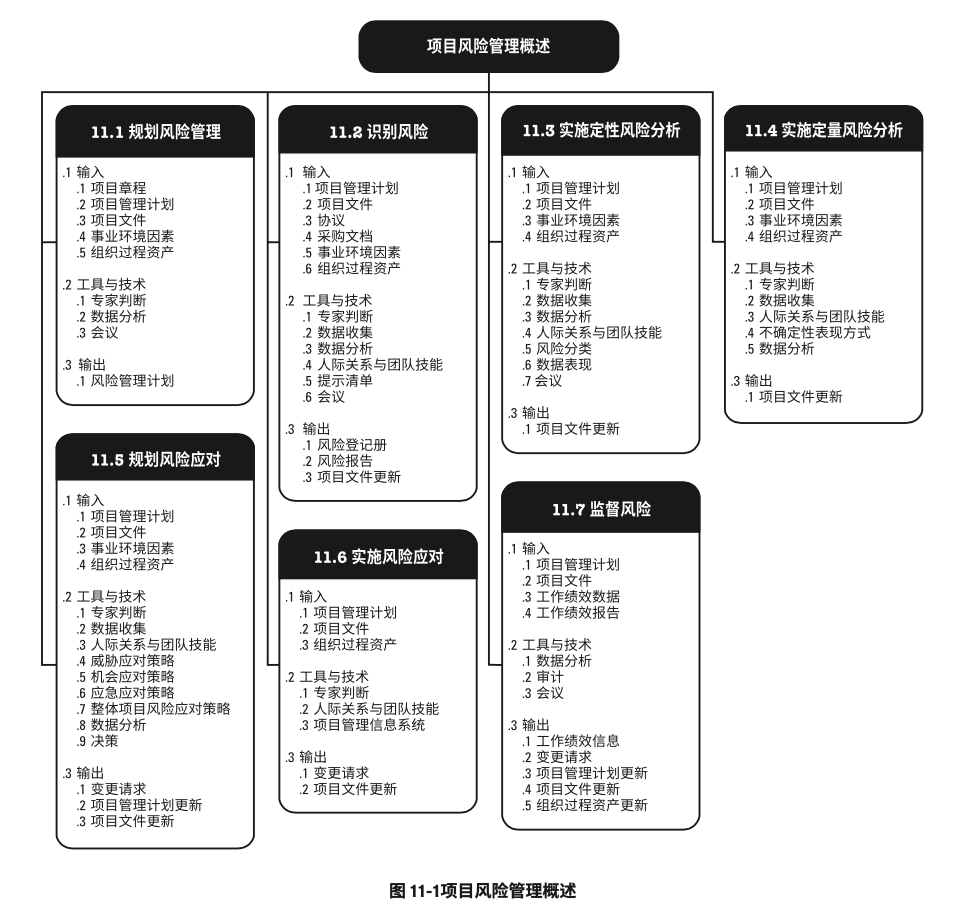 项目风险管理概述
11.1 规划风险管理
.1 输入
.1 项目章程
.2 项目管理计划
.3 项目文件
.4 事业环境因素
.5 组织过程资产
.2 工具与技术
.1 专家判断
.2 数据分析
.3 会议
.3 输出
.1 风险管理计划
11.2 识别风险
.1 输入
.1 项目管理计划
.2 项目文件
.3 协议
.4 采购文档
.5 事业环境因素
.6 组织过程资产
.2 工具与技术
.1 专家判断
.2 数据收集
.3 数据分析
.4 人际关系与团队技能
.5 提示清单
.6 会议
.3 输出
.1 风险登记册
.2 风险报告
.3 项目文件更新
11.3 实施定性风险分析
.1 输入
.1 项目管理计划
.2 项目文件
.3 事业环境因素
.4 组织过程资产
.2 工具与技术
.1 专家判断
.2 数据收集
.3 数据分析
.4 人际关系与团队技能
.5 风险分类
.6 数据表现
.7 会议
.3 输出
.1 项目文件更新
11.4 实施定量风险分析
.1 输入
.1 项目管理计划
.2 项目文件
.3 事业环境因素
.4 组织过程资产
.2 工具与技术
.1 专家判断
.2 数据收集
.3 人际关系与团队技能
.4 不确定性表现方式
.5 数据分析
.3 输出
.1 项目文件更新
11.5 规划风险应对
.1 输入
.1 项目管理计划
.2 项目文件
.3 事业环境因素
.4 组织过程资产
.2 工具与技术
.1 专家判断
.2 数据收集
.3 人际关系与团队技能
.4 威胁应对策略
.5 机会应对策略
.6 应急应对策略
.7 整体项目风险应对策略
.8 数据分析
.9 决策
.3 输出
.1 变更请求
.2 项目管理计划更新
.3 项目文件更新
11.6 实施风险应对
.1 输入
.1 项目管理计划
.2 项目文件
.3 组织过程资产
.2 工具与技术
.1 专家判断
.2 人际关系与团队技能
.3 项目管理信息系统
.3 输出
.1 变更请求
.2 项目文件更新
11.7 监督风险
.1 输入
.1 项目管理计划
.2 项目文件
.3 工作绩效数据
.4 工作绩效报告
.2 工具与技术
.1 数据分析
.2 审计
.3 会议
.3 输出
.1 工作绩效信息
.2 变更请求
.3 项目管理计划更新
.4 项目文件更新
.5 组织过程资产更新
图 11-1项目风险管理概述